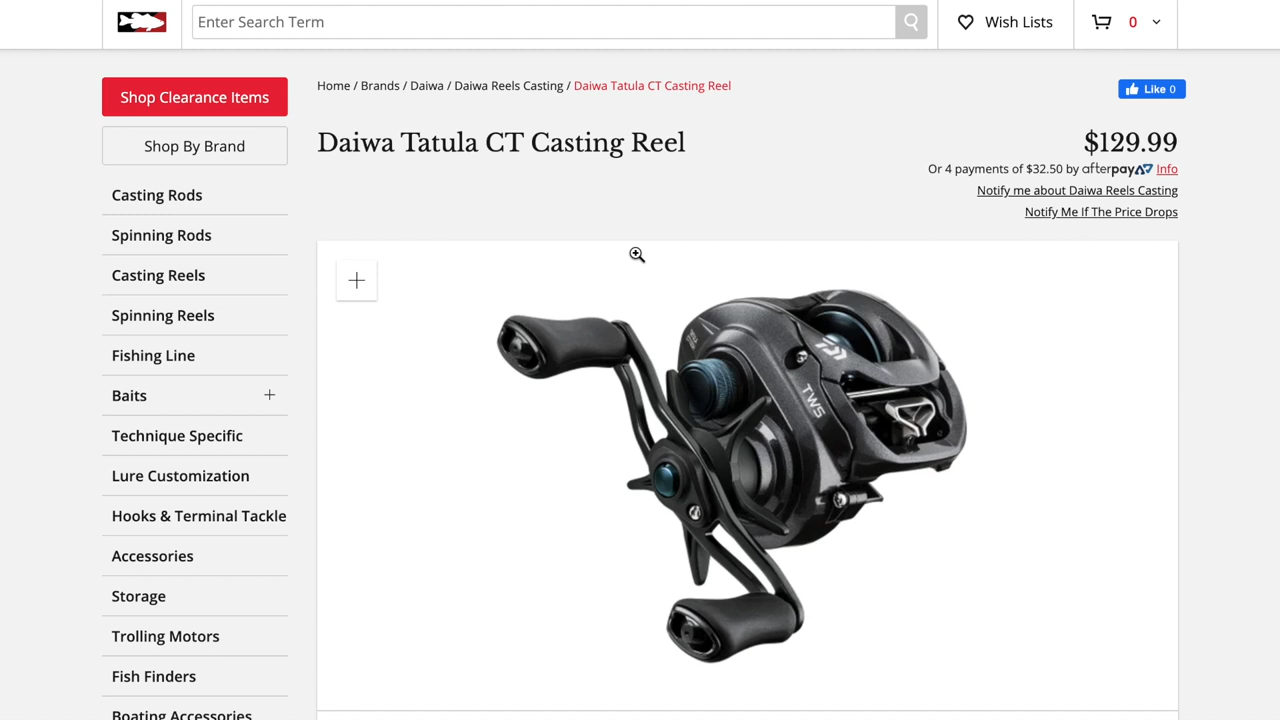 Enter Search Term
Wish Lists
0
Shop Clearance Items
Home / Brands / Daiwa / Daiwa Reels Casting / Daiwa Tatula CT Casting Reel
Like 0
Shop By Brand
Daiwa Tatula CT Casting Reel
$129.99
Or 4 payments of $32.50 by afterpay Info
Notify me about Daiwa Reels Casting
Notify Me If The Price Drops
Casting Rods
Spinning Rods
Casting Reels
Spinning Reels
Fishing Line
Baits
Technique Specific
Lure Customization
Hooks & Terminal Tackle
Accessories
Storage
Trolling Motors
Fish Finders
Boating Accessories
TWS